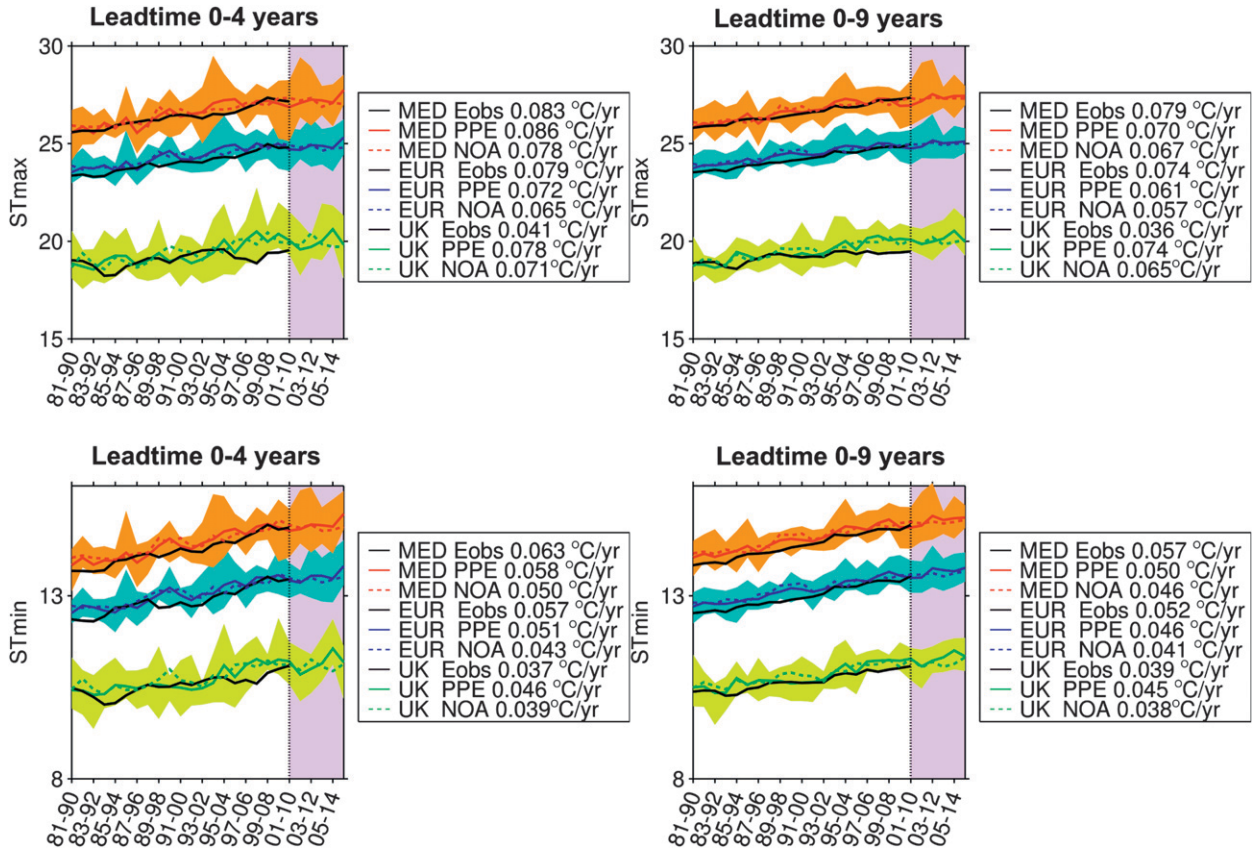 Leadtime 0-4 years
30
25
20
15
STmax
81-90
83-92
85-94
87-96
89-98
91-00
93-02
95-04
97-06
99-08
01-10
03-12
05-14
MED Eobs 0.083 °C/yr
MED PPE 0.086 °C/yr
MED NOA 0.078 °C/yr
EUR Eobs 0.079 °C/yr
EUR PPE 0.072 °C/yr
EUR NOA 0.065 °C/yr
UK Eobs 0.041 °C/yr
UK PPE 0.078 °C/yr
UK NOA 0.071°C/yr
Leadtime 0-9 years
30
25
20
15
STmax
81-90
83-92
85-94
87-96
89-98
91-00
93-02
95-04
97-06
99-08
01-10
03-12
05-14
MED Eobs 0.079 °C/yr
MED PPE 0.070 °C/yr
MED NOA 0.067 °C/yr
EUR Eobs 0.074 °C/yr
EUR PPE 0.061 °C/yr
EUR NOA 0.057 °C/yr
UK Eobs 0.036 °C/yr
UK PPE 0.074 °C/yr
UK NOA 0.065°C/yr
Leadtime 0-4 years
13
8
STmin
81-90
83-92
85-94
87-96
89-98
91-00
93-02
95-04
97-06
99-08
01-10
03-12
05-14
MED Eobs 0.063 °C/yr
MED PPE 0.058 °C/yr
MED NOA 0.050 °C/yr
EUR Eobs 0.057 °C/yr
EUR PPE 0.051 °C/yr
EUR NOA 0.043 °C/yr
UK Eobs 0.037 °C/yr
UK PPE 0.046 °C/yr
UK NOA 0.039°C/yr
Leadtime 0-9 years
13
8
STmin
81-90
83-92
85-94
87-96
89-98
91-00
93-02
95-04
97-06
99-08
01-10
03-12
05-14
MED Eobs 0.057 °C/yr
MED PPE 0.050 °C/yr
MED NOA 0.046 °C/yr
EUR Eobs 0.052 °C/yr
EUR PPE 0.046 °C/yr
EUR NOA 0.041 °C/yr
UK Eobs 0.039 °C/yr
UK PPE 0.045 °C/yr
UK NOA 0.038°C/yr